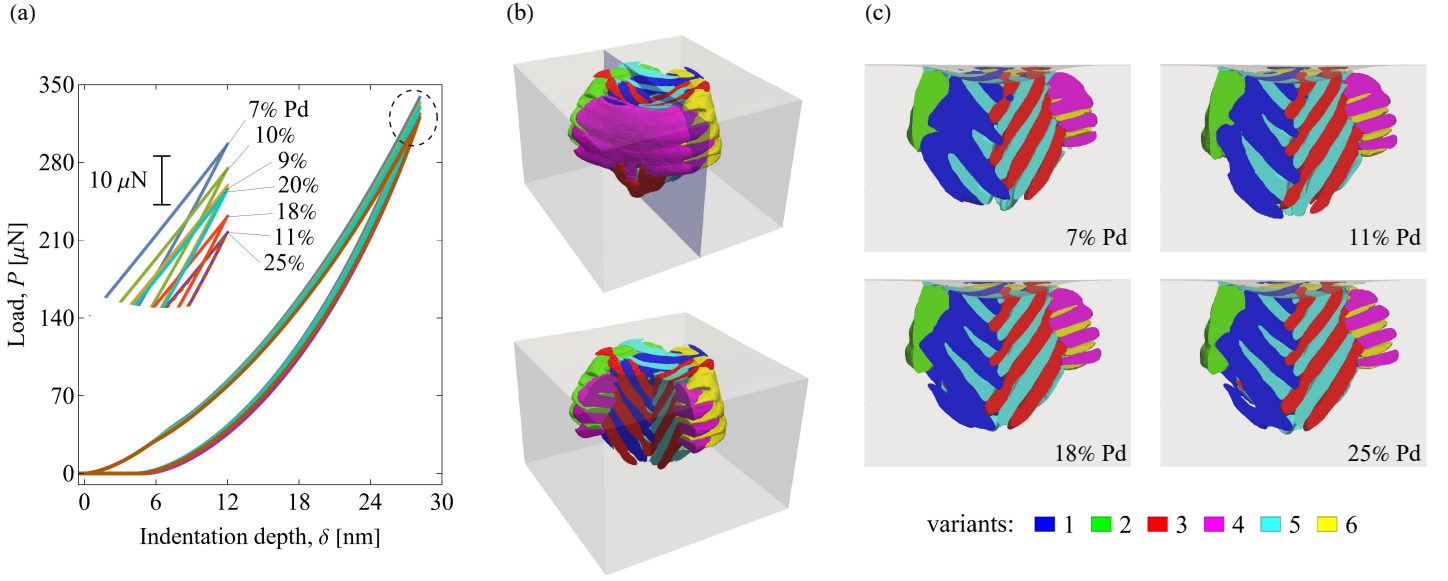 (a)
(b)
(c)
350
280
210
140
70
0
Load, P [μN]
7% Pd
10%
9%
20%
18%
11%
25%
10 μN
0
6
12
18
24
30
Indentation depth, δ [nm]
7% Pd
11% Pd
18% Pd
25% Pd
variants: 1 2 3 4 5 6